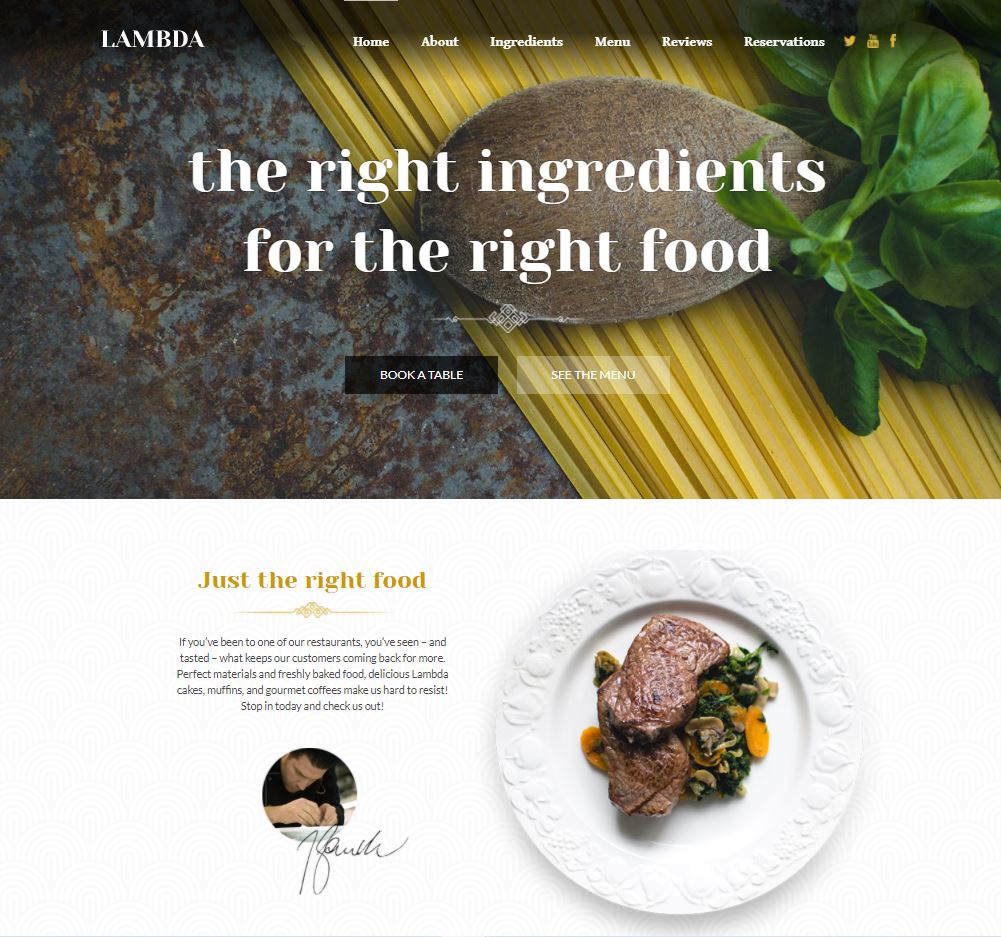 LAMBDA
Home About Ingredients Menu Reviews Reservations
the right ingredients
for the right food
BOOK A TABLE SEE THE MENU
Just the right food
If you've been to one of our restaurants, you've seen – and
tasted – what keeps our customers coming back for more.
Perfect materials and freshly baked food, delicious Lambda
cakes, muffins, and gourmet coffees make us hard to resist!
Stop in today and check us out!